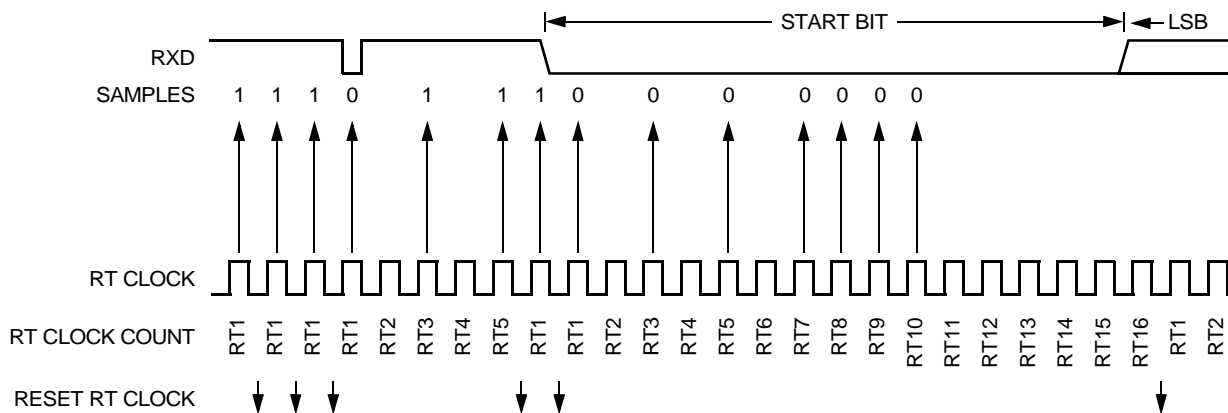 START BIT
LSB
RXD
SAMPLES 1 1 1 0 1 1 1 0 0 0 0 0 0 0
RT CLOCK
RT CLOCK COUNT RT1 RT1 RT1 RT1 RT2 RT3 RT4 RT5 RT1 RT1 RT2 RT3 RT4 RT5 RT6 RT7 RT8 RT9 RT10 RT11 RT12 RT13 RT14 RT15 RT16 RT1 RT2
RESET RT CLOCK